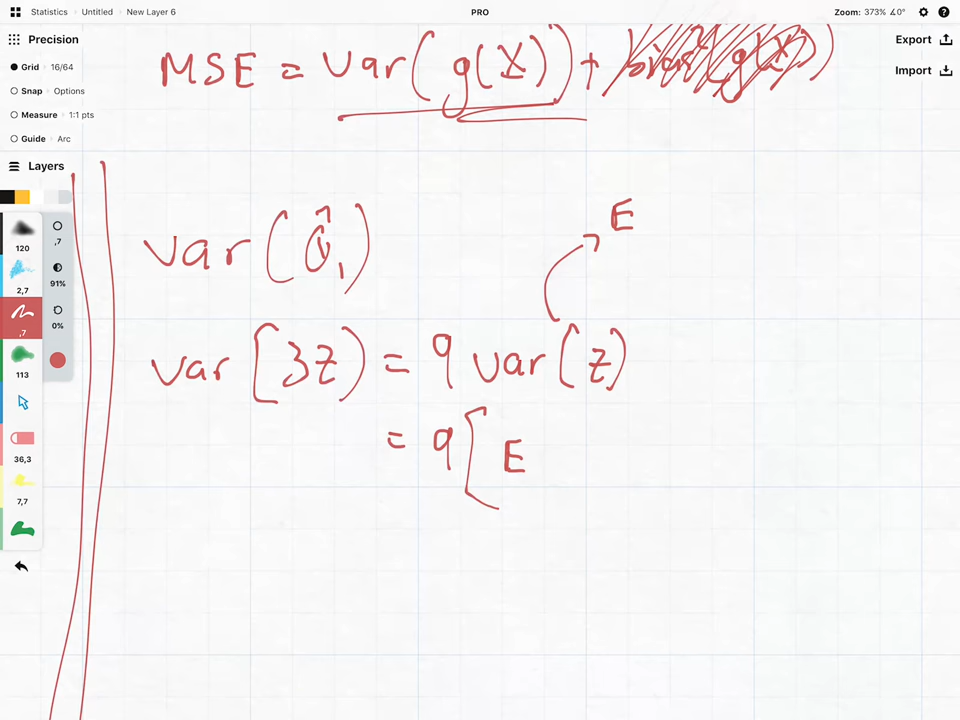 Statistics › Untitled › New Layer 6
PRO
Zoom: 373% ∡0°
Precision
Grid › 16/64
Snap › Options
Measure › 1:1 pts
Guide › Arc
Export
Import
Layers
,7
120
91%
2,7
0%
,7
113
36,3
7,7
MSE = var(g(X)) + bias²(g(X))
var(θ̂₁)
E
var[3Z) = 9 var(Z)
= 9[E